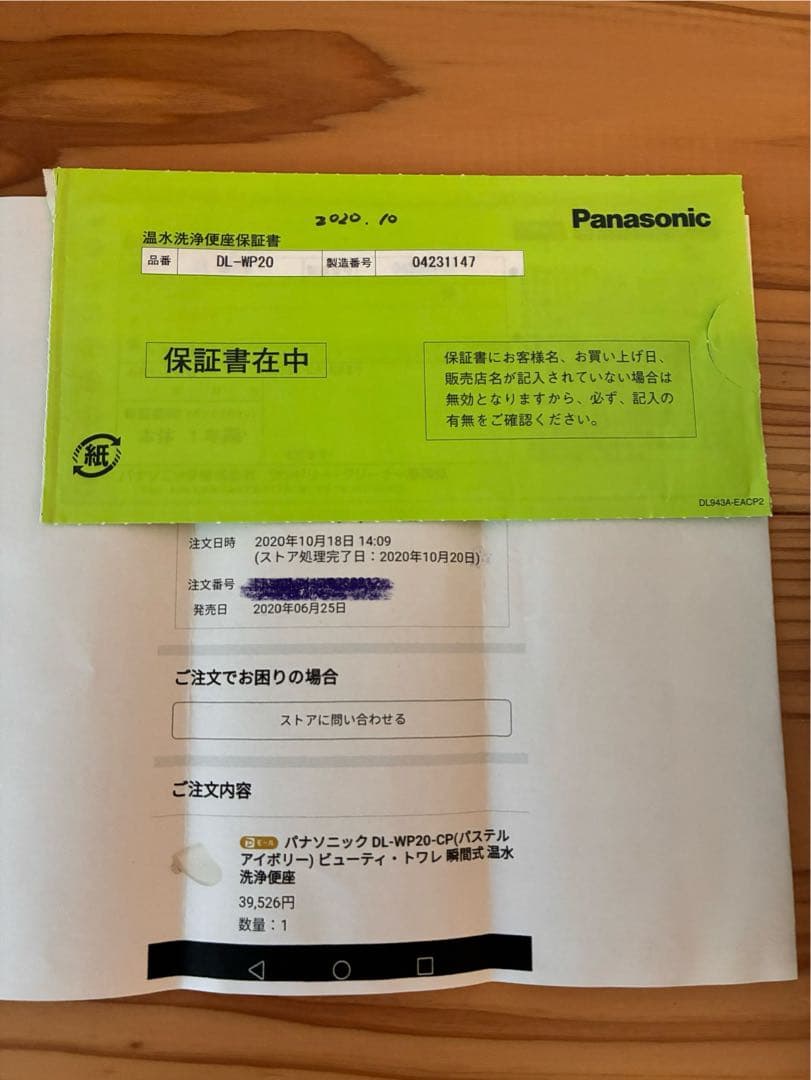 2020.10
Panasonic
温水洗浄便座保証書
品番 DL-WP20 製造番号 04231147
保証書在中
保証書にお客様名、お買い上げ日、
販売店名が記入されていない場合は
無効となりますから、必ず、記入の
有無をご確認ください。
紙
DL943A-EACP2
注文日時 2020年10月18日 14:09
(ストア処理完了日:2020年10月20日)
注文番号
発売日 2020年06月25日
ご注文でお困りの場合
ストアに問い合わせる
ご注文内容
モール パナソニック DL-WP20-CP(パステル
アイボリー) ビューティ・トワレ 瞬間式 温水
洗浄便座
39,526円
数量:1